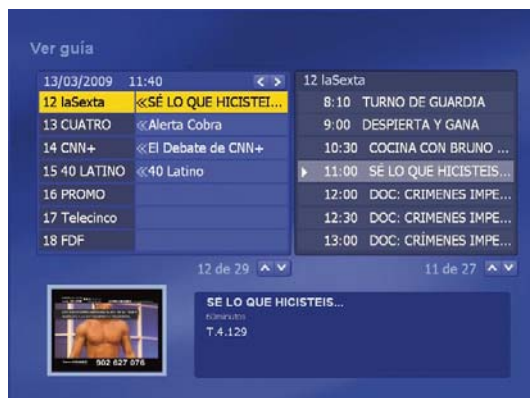 Ver guía
13/03/2009 11:40
12 laSexta «SÉ LO QUE HICISTEI...
13 CUATRO «Alerta Cobra
14 CNN+ «El Debate de CNN+
15 40 LATINO «40 Latino
16 PROMO
17 Telecinco
18 FDF
12 de 29
12 laSexta
8:10 TURNO DE GUARDIA
9:00 DESPIERTA Y GANA
10:30 COCINA CON BRUNO ...
11:00 SÉ LO QUE HICISTEIS...
12:00 DOC: CRIMENES IMPE...
12:30 DOC: CRIMENES IMPE...
13:00 DOC: CRÍMENES IMPE...
11 de 27
902 627 076
SE LO QUE HICISTEIS...
60minutos
T.4.129